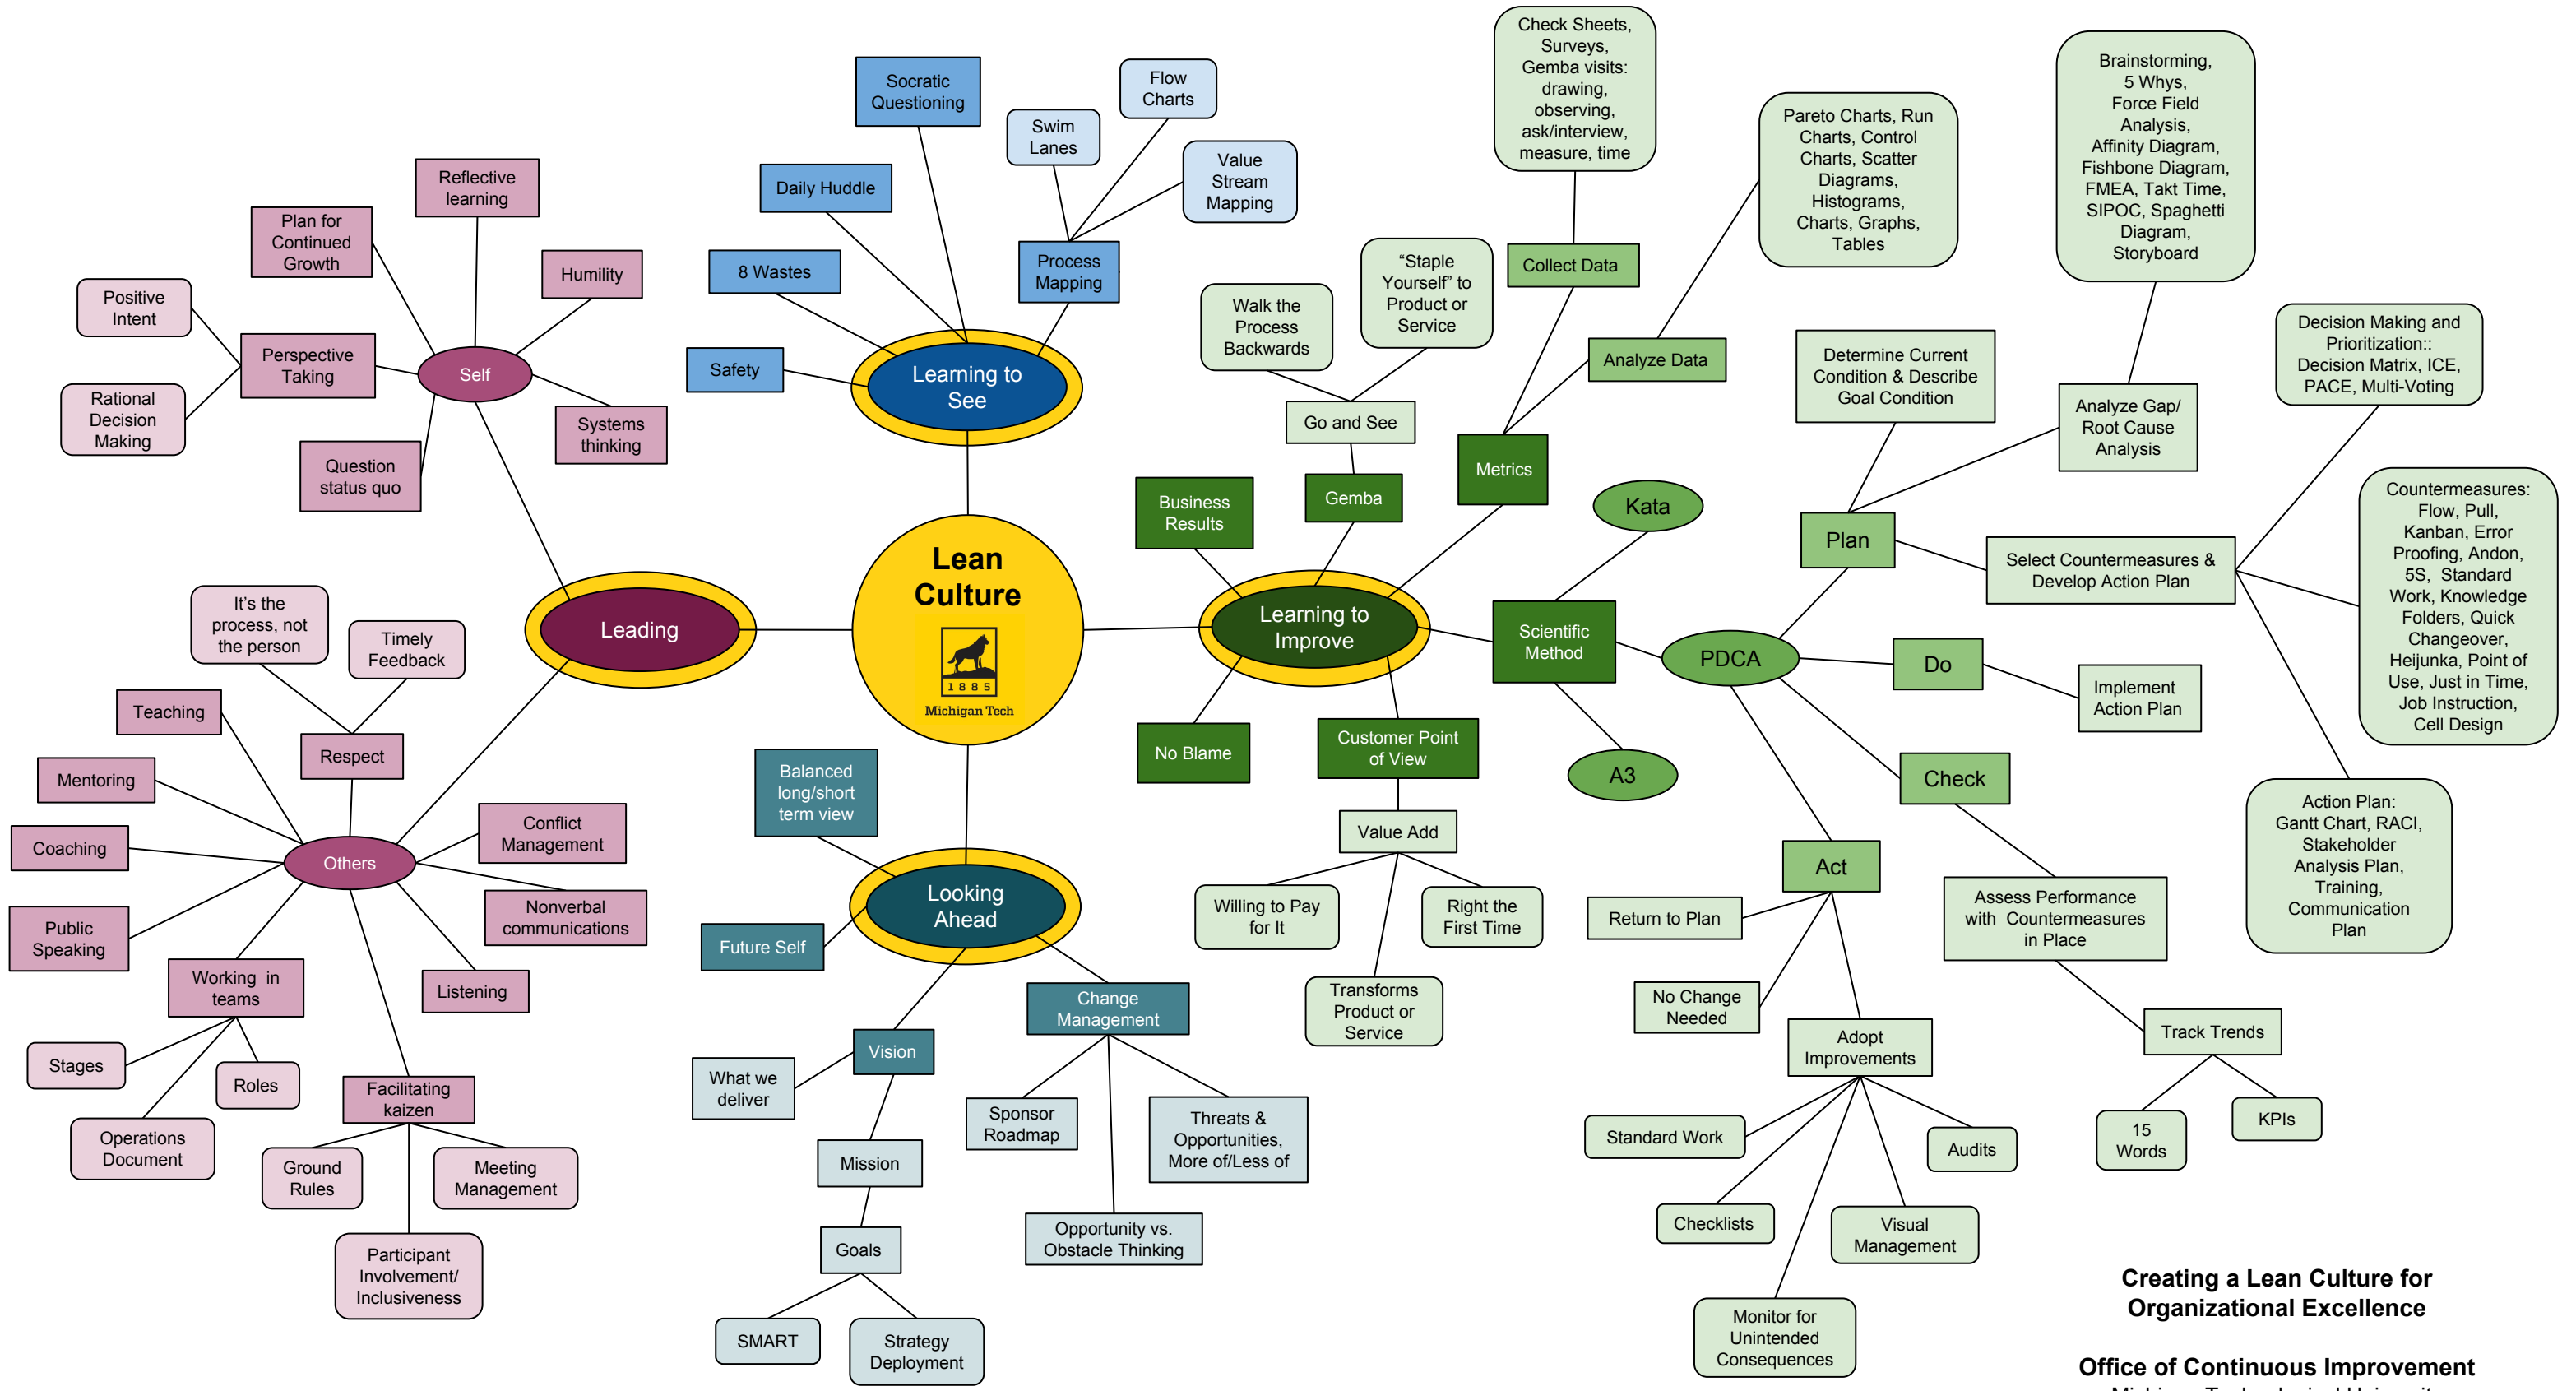 Lean
Culture
1885
Michigan Tech
Learning to
See
Safety
8 Wastes
Daily Huddle
Socratic
Questioning
Process
Mapping
Swim
Lanes
Flow
Charts
Value
Stream
Mapping
Leading
Self
Question
status quo
Perspective
Taking
Positive
Intent
Rational
Decision
Making
Plan for
Continued
Growth
Reflective
learning
Humility
Systems
thinking
Others
Respect
It's the
process, not
the person
Timely
Feedback
Teaching
Mentoring
Coaching
Public
Speaking
Working  in
teams
Stages
Operations
Document
Roles
Facilitating
kaizen
Ground
Rules
Participant
Involvement/
Inclusiveness
Meeting
Management
Listening
Nonverbal
communications
Conflict
Management
Looking
Ahead
Balanced
long/short
term view
Future Self
Vision
What we
deliver
Mission
Goals
SMART
Strategy
Deployment
Change
Management
Sponsor
Roadmap
Opportunity vs.
Obstacle Thinking
Threats &
Opportunities,
More of/Less of
Learning to
Improve
Business
Results
Gemba
Go and See
Walk the
Process
Backwards
“Staple
Yourself” to
Product or
Service
Metrics
Collect Data
Check Sheets,
Surveys,
Gemba visits:
drawing,
observing,
ask/interview,
measure, time
Analyze Data
Pareto Charts, Run
Charts, Control
Charts, Scatter
Diagrams,
Histograms,
Charts, Graphs,
Tables
No Blame
Customer Point
of View
Value Add
Willing to Pay
for It
Transforms
Product or
Service
Right the
First Time
Scientific
Method
Kata
A3
PDCA
Plan
Determine Current
Condition & Describe
Goal Condition
Analyze Gap/
Root Cause
Analysis
Brainstorming,
5 Whys,
Force Field
Analysis,
Affinity Diagram,
Fishbone Diagram,
FMEA, Takt Time,
SIPOC, Spaghetti
Diagram,
Storyboard
Select Countermeasures &
Develop Action Plan
Decision Making and
Prioritization::
Decision Matrix, ICE,
PACE, Multi-Voting
Countermeasures:
Flow, Pull,
Kanban, Error
Proofing, Andon,
5S,  Standard
Work, Knowledge
Folders, Quick
Changeover,
Heijunka, Point of
Use, Just in Time,
Job Instruction,
Cell Design
Action Plan:
Gantt Chart, RACI,
Stakeholder
Analysis Plan,
Training,
Communication
Plan
Do
Implement
Action Plan
Check
Assess Performance
with  Countermeasures
in Place
Track Trends
15
Words
KPIs
Act
Return to Plan
No Change
Needed
Adopt
Improvements
Standard Work
Checklists
Monitor for
Unintended
Consequences
Visual
Management
Audits
Creating a Lean Culture for
Organizational Excellence
Office of Continuous Improvement
Michigan Technological University